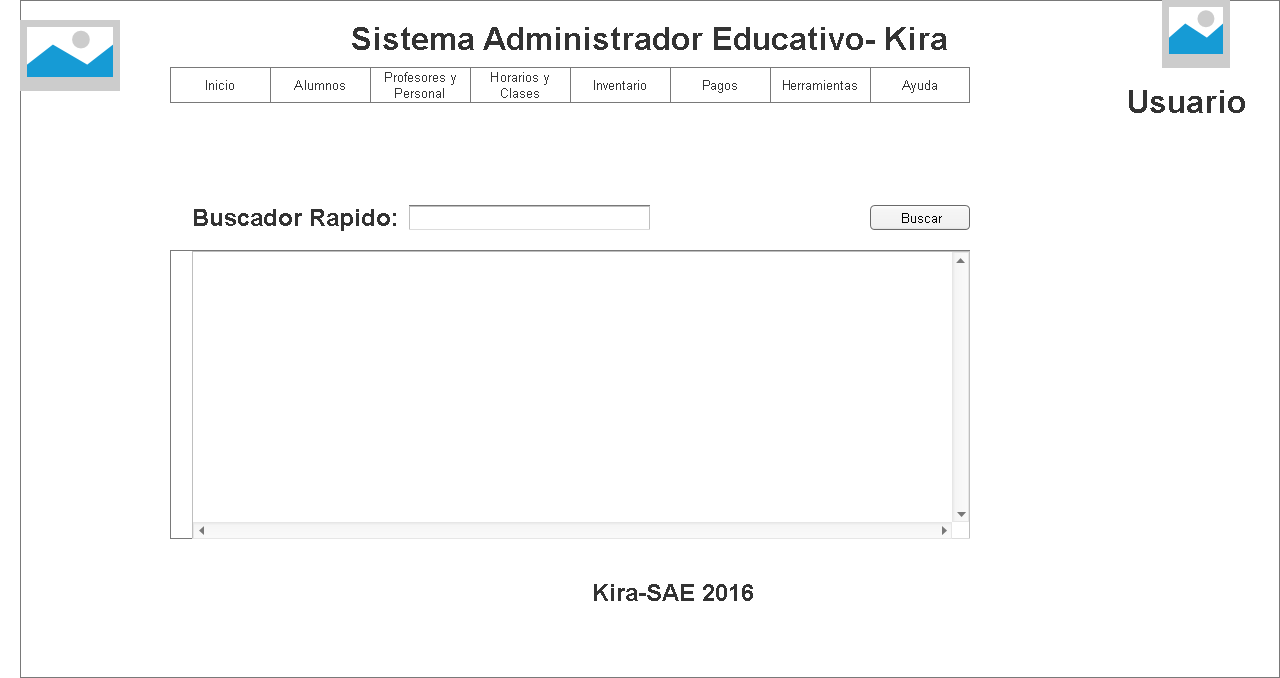 Sistema Administrador Educativo- Kira
Inicio
Alumnos
Profesores y
Personal
Horarios y
Clases
Inventario
Pagos
Herramientas
Ayuda
Usuario
Buscador Rapido:
Buscar
Kira-SAE 2016